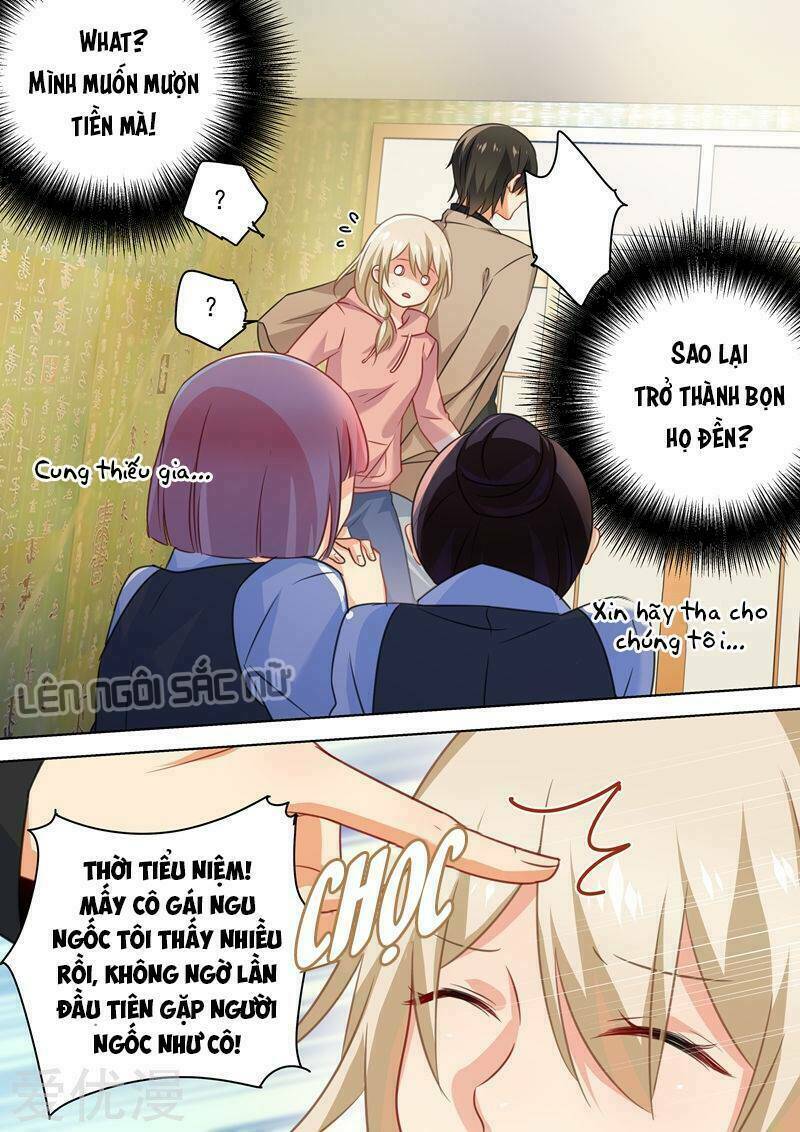 WHAT?
MÌNH MUỐN MƯỢN
TIỀN MÀ!
?
?
SAO LẠI
TRỞ THÀNH BỌN
HỌ ĐỀN?
Cung thiếu gia...
Xin hãy tha cho
chúng tôi...
LÊN NGÔI SẮC NỮ
THỜI TIỂU NIỆM!
MẤY CÔ GÁI NGU
NGỐC TÔI THẤY NHIỀU
RỒI, KHÔNG NGỜ LẦN
ĐẦU TIÊN GẶP NGƯỜI
NGỐC NHƯ CÔ!
CHỌC
爱优漫